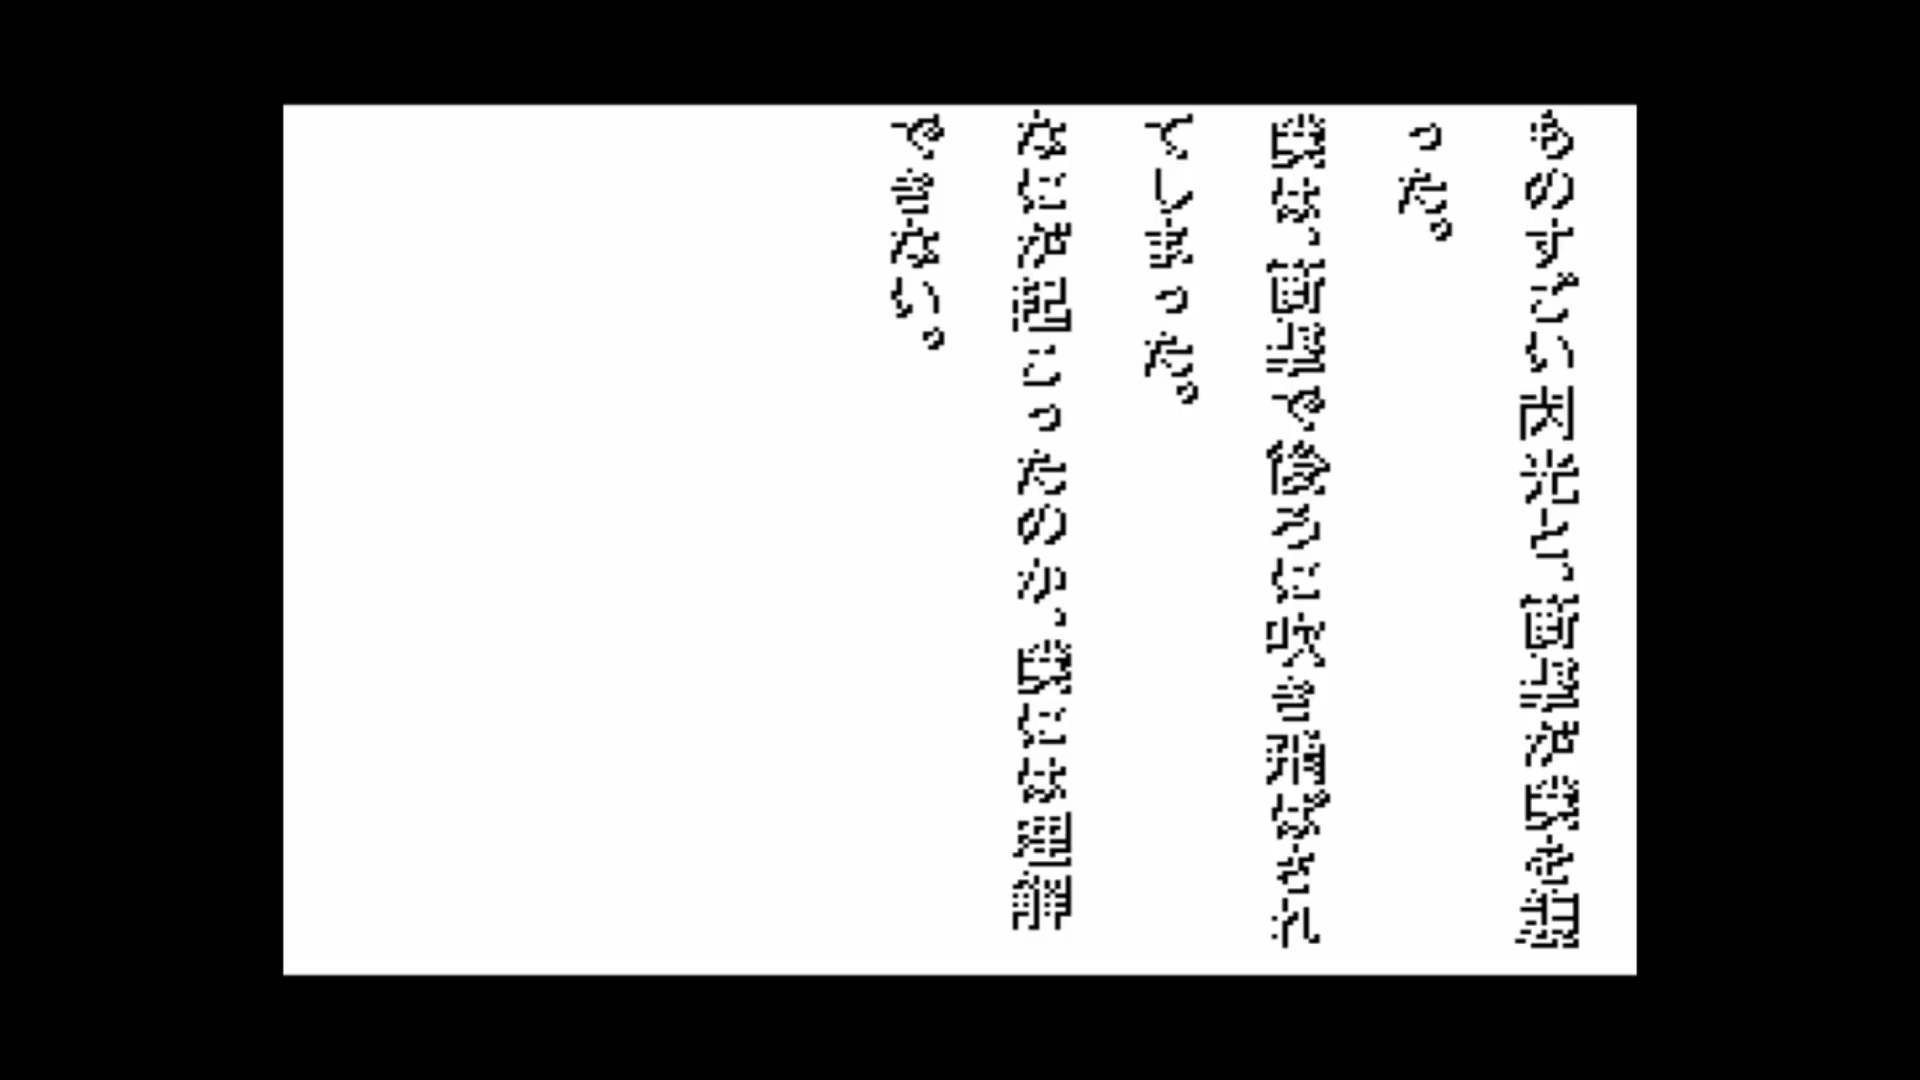 ものすごい閃光と、衝撃が僕を襲
った。
僕は、衝撃で後ろに吹き飛ばされ
てしまった。
なにが起こったのか、僕には理解
できない。